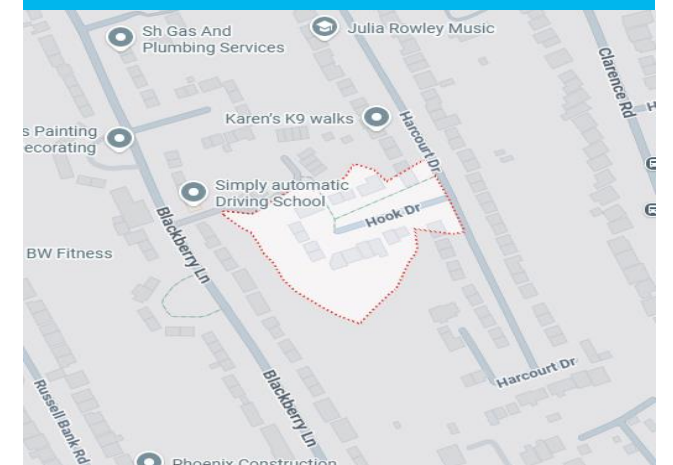 Sh Gas And
Plumbing Services
Julia Rowley Music
Clarence Rd
Karen's K9 walks
Harcourt Dr
s Painting
ecorating
Simply automatic
Driving School
Hook Dr
Blackberry Ln
BW Fitness
Harcourt Dr
Blackberry Ln
Russell Bank Rd
Phoenix Construction